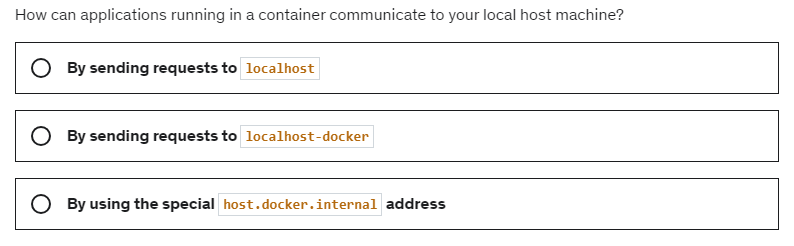 How can applications running in a container communicate to your local host machine?
By sending requests to localhost
By sending requests to localhost-docker
By using the special host.docker.internal address